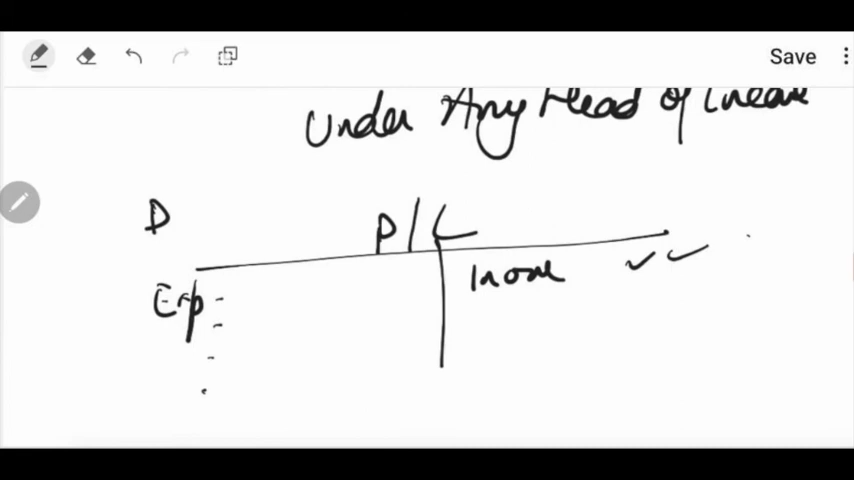 Save
Under Any Head of Income
D
P/L
Exp
Income